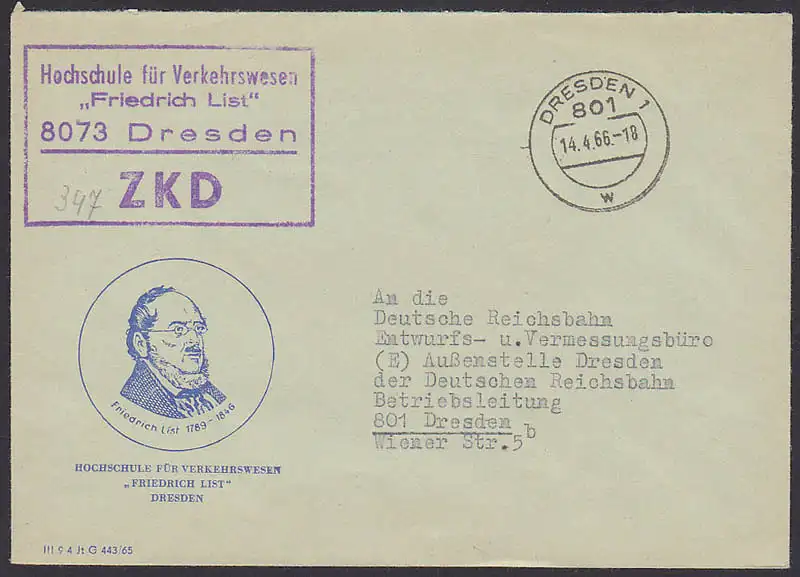 Hochschule für Verkehrswesen
„Friedrich List"
8073 Dresden
ZKD
347
DRESDEN 1
801
14.4.66.-18
w
Friedrich List 1789-1846
HOCHSCHULE FÜR VERKEHRSWESEN
„FRIEDRICH LIST"
DRESDEN
An die
Deutsche Reichsbahn
Entwurfs- u.Vermessungsbüro
(E) Außenstelle Dresden
der Deutschen Reichsbahn
Betriebsleitung
801 Dresden
Wiener Str.5b
III 9 4 Jt G 443/65